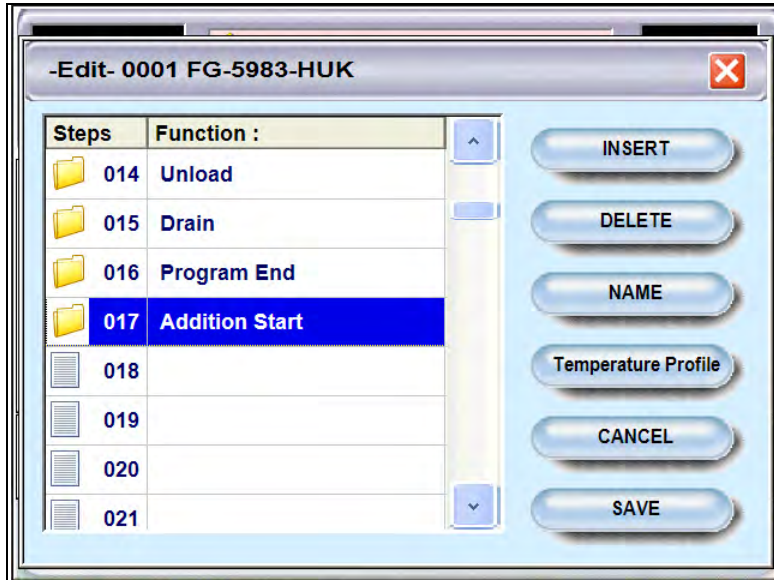 -Edit- 0001 FG-5983-HUK
Steps Function :
014 Unload
015 Drain
016 Program End
017 Addition Start
018
019
020
021
INSERT
DELETE
NAME
Temperature Profile
CANCEL
SAVE